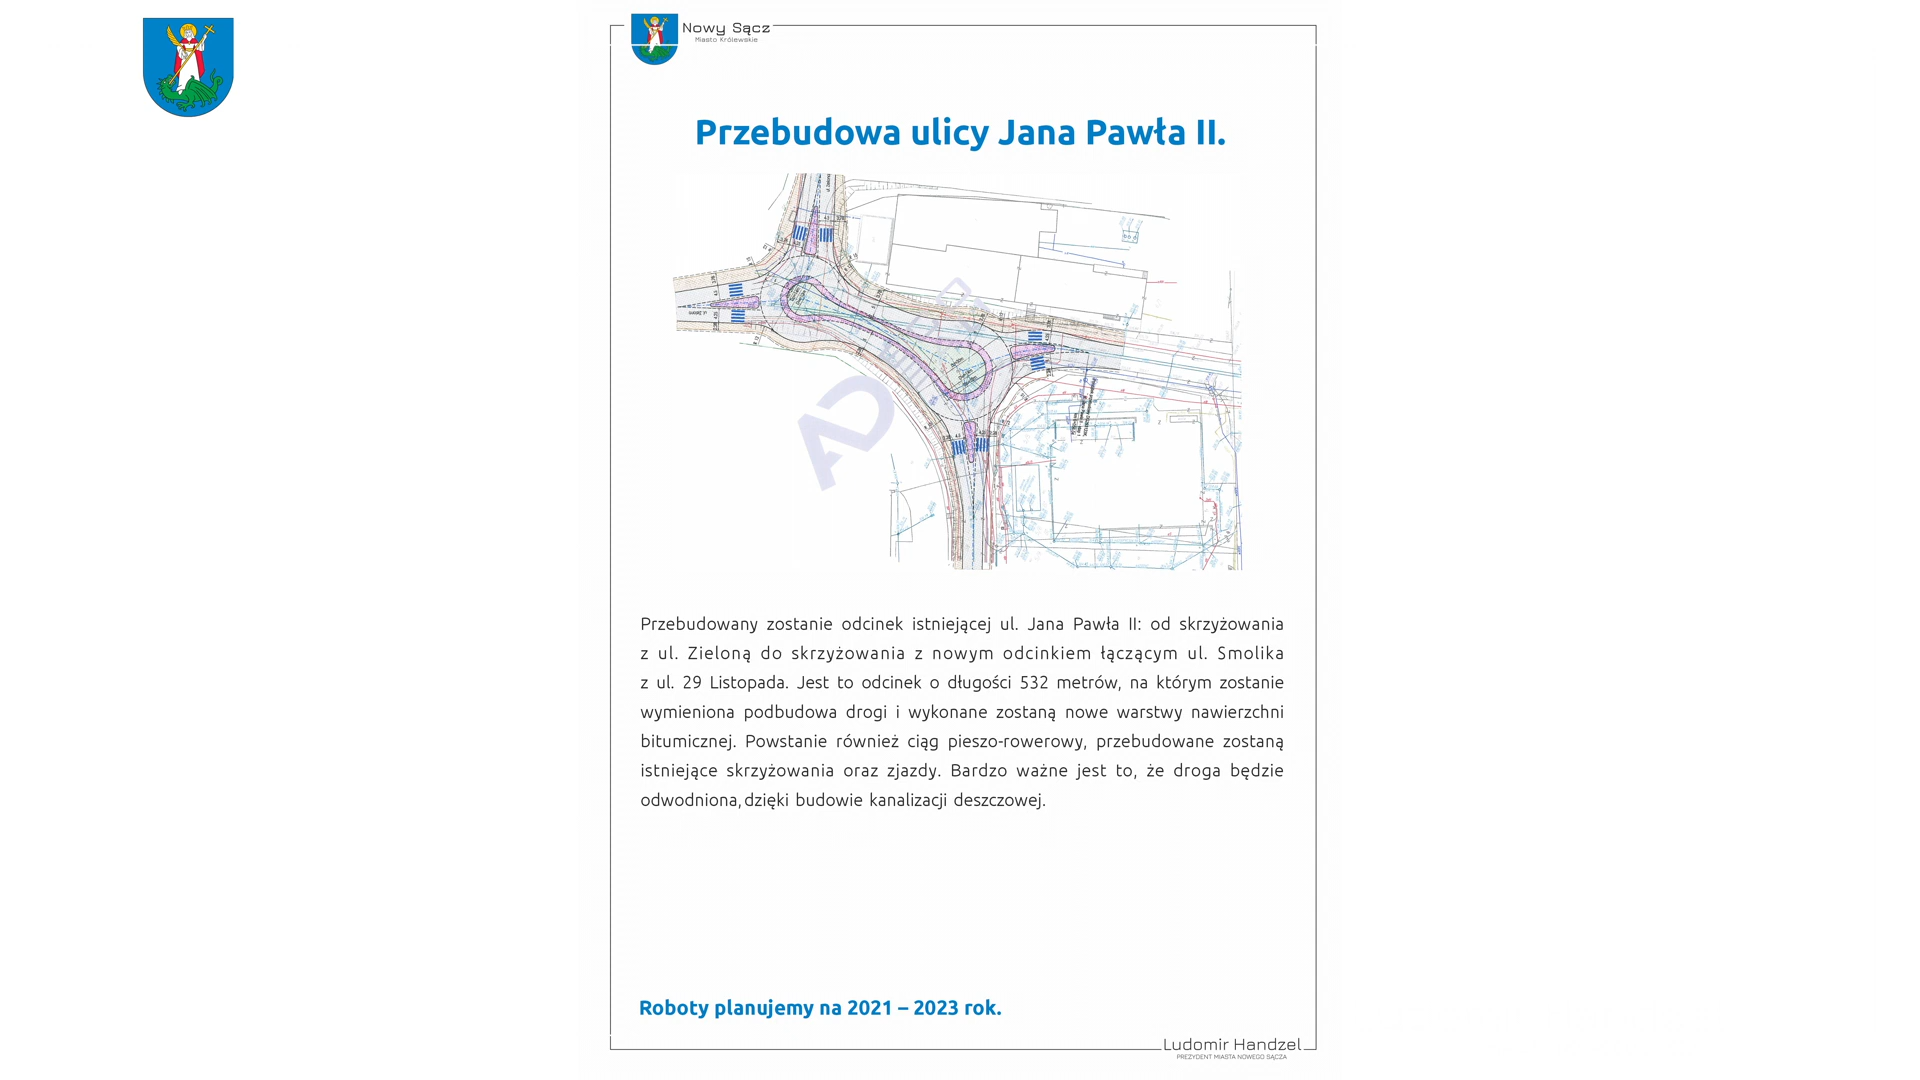 Nowy Sącz
Miasto Królewskie
Przebudowa ulicy Jana Pawła II.
Przebudowany zostanie odcinek istniejącej ul. Jana Pawła II: od skrzyżowania
z ul. Zieloną do skrzyżowania z nowym odcinkiem łączącym ul. Smolika
z ul. 29 Listopada. Jest to odcinek o długości 532 metrów, na którym zostanie
wymieniona podbudowa drogi i wykonane zostaną nowe warstwy nawierzchni
bitumicznej. Powstanie również ciąg pieszo-rowerowy, przebudowane zostaną
istniejące skrzyżowania oraz zjazdy. Bardzo ważne jest to, że droga będzie
odwodniona, dzięki budowie kanalizacji deszczowej.
Roboty planujemy na 2021 – 2023 rok.
Ludomir Handzel
PREZYDENT MIASTA NOWEGO SĄCZA